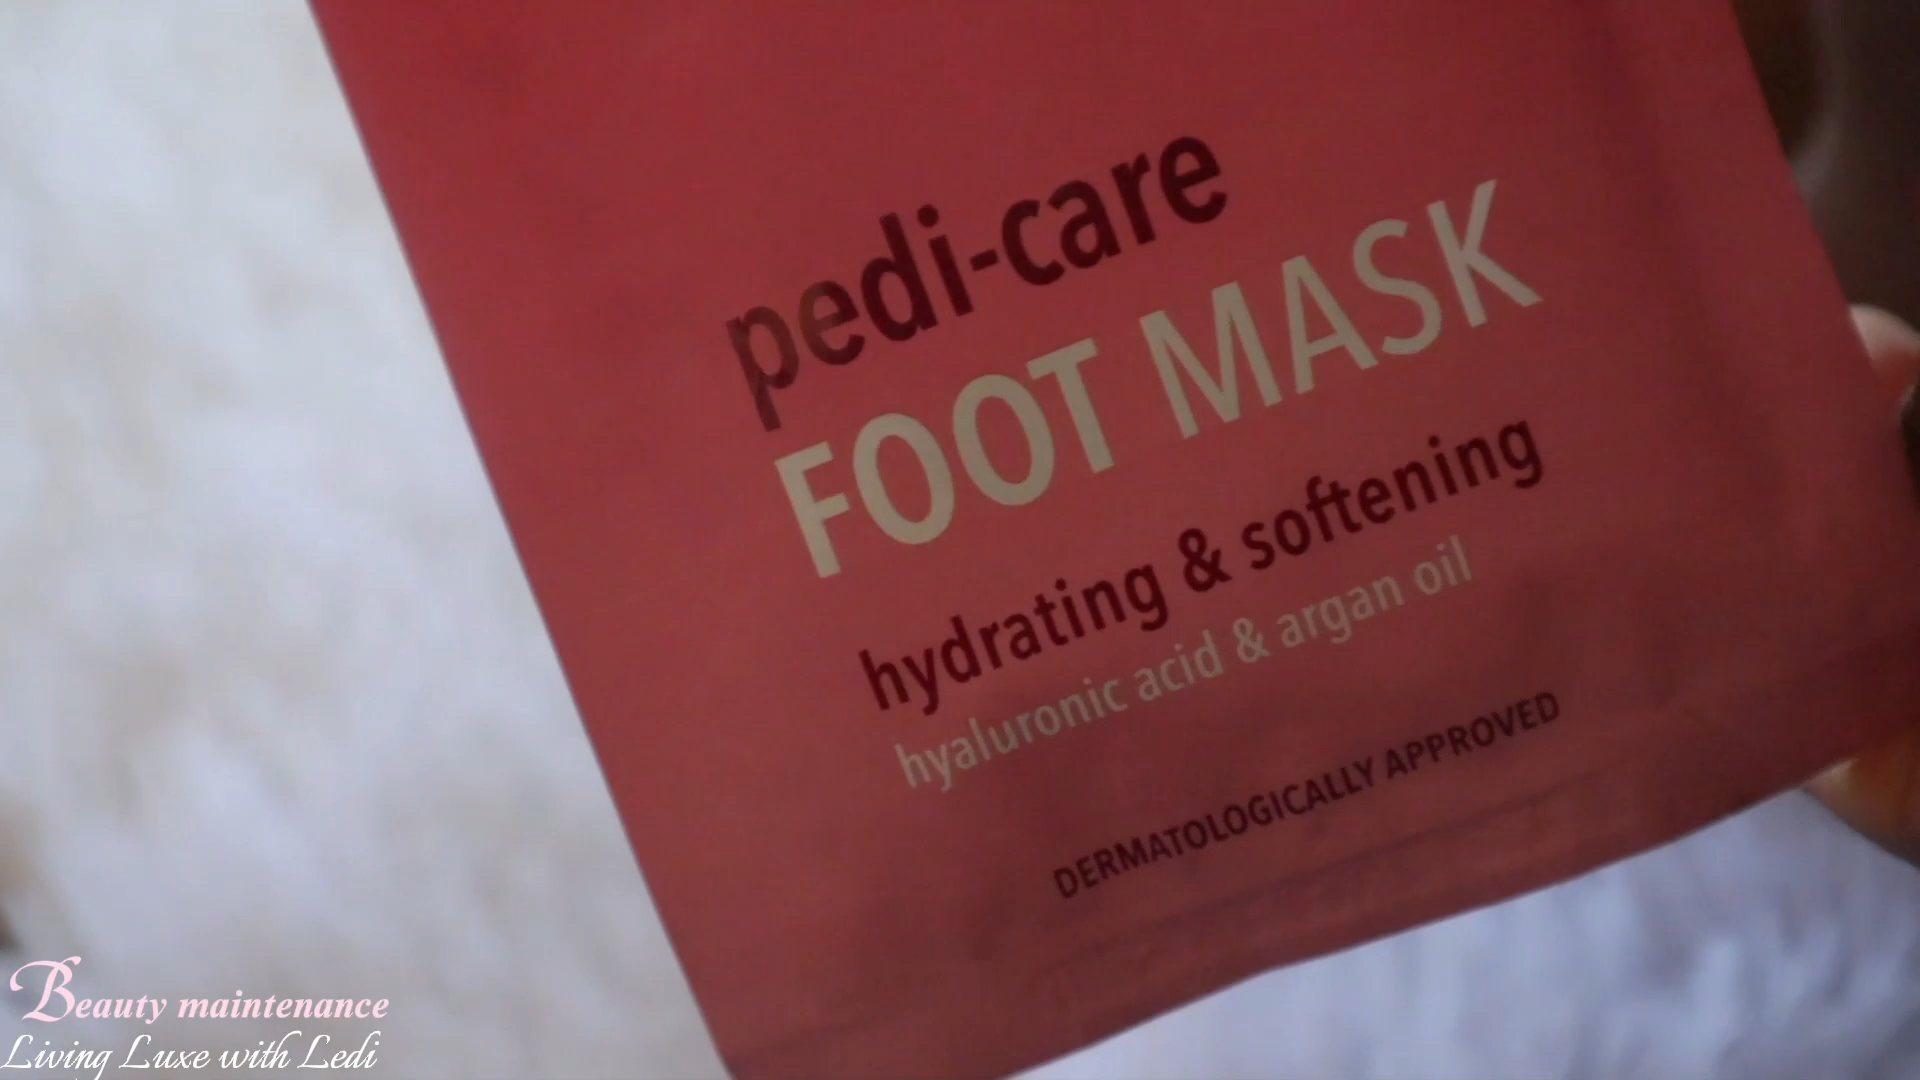 pedi-care
FOOT MASK
hydrating & softening
hyaluronic acid & argan oil
DERMATOLOGICALLY APPROVED
Beauty maintenance
Living Luxe with Ledi